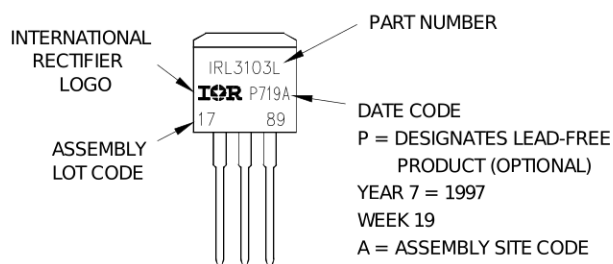 INTERNATIONAL
RECTIFIER
LOGO
ASSEMBLY
LOT CODE
IRL3103L
IOR P719A
17 89
PART NUMBER
DATE CODE
P = DESIGNATES LEAD-FREE
PRODUCT (OPTIONAL)
YEAR 7 = 1997
WEEK 19
A = ASSEMBLY SITE CODE